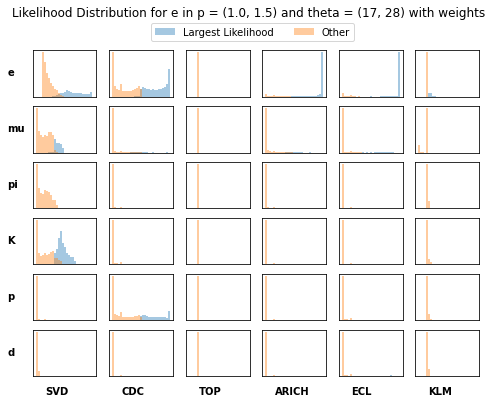 Likelihood Distribution for e in p = (1.0, 1.5) and theta = (17, 28) with weights
Largest Likelihood Other
e
mu
pi
K
p
d
SVD CDC TOP ARICH ECL KLM